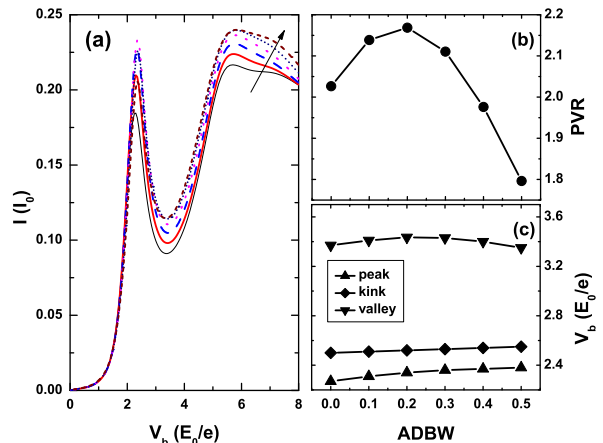 (a)
I (I0)
0.25
0.20
0.15
0.10
0.05
0.00
0 2 4 6 8
Vb (E0/e)
(b)
2.2
2.1
2.0
1.9
1.8
PVR
(c)
peak
kink
valley
3.6
3.2
2.8
2.4
Vb (E0/e)
0.0 0.1 0.2 0.3 0.4 0.5
ADBW